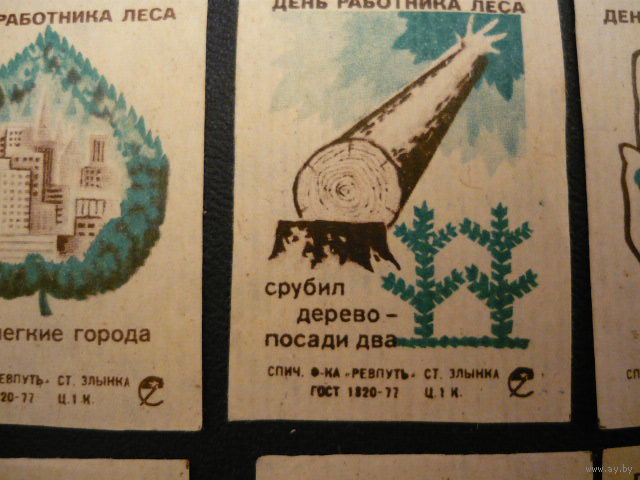 РАБОТНИКА ЛЕСА
легкие города
РЕВПУТЬ» СТ. ЗЛЫНКА
20-77 Ц.1 К.
ДЕНЬ РАБОТНИКА ЛЕСА
срубил
дерево –
посади два
СПИЧ. Ф-КА «РЕВПУТЬ» СТ. ЗЛЫНКА
ГОСТ 1820-77 Ц.1 К.
www.ay.by